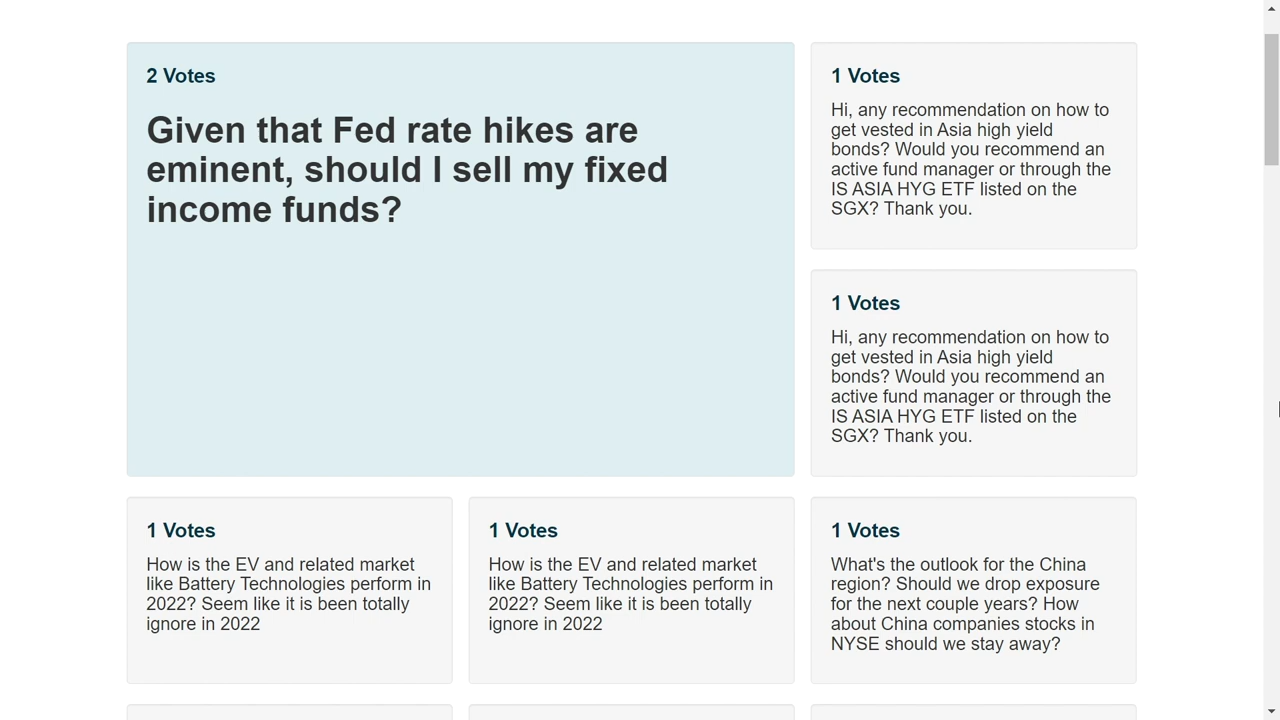 2 Votes
Given that Fed rate hikes are
eminent, should I sell my fixed
income funds?
1 Votes
Hi, any recommendation on how to
get vested in Asia high yield
bonds? Would you recommend an
active fund manager or through the
IS ASIA HYG ETF listed on the
SGX? Thank you.
1 Votes
Hi, any recommendation on how to
get vested in Asia high yield
bonds? Would you recommend an
active fund manager or through the
IS ASIA HYG ETF listed on the
SGX? Thank you.
1 Votes
How is the EV and related market
like Battery Technologies perform in
2022? Seem like it is been totally
ignore in 2022
1 Votes
How is the EV and related market
like Battery Technologies perform in
2022? Seem like it is been totally
ignore in 2022
1 Votes
What's the outlook for the China
region? Should we drop exposure
for the next couple years? How
about China companies stocks in
NYSE should we stay away?